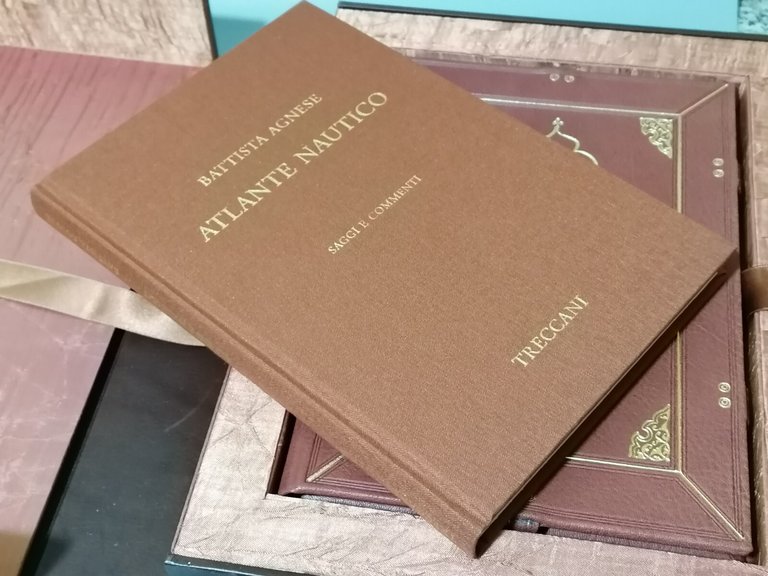 BATTISTA AGNESE
ATLANTE NAUTICO
SAGGI E COMMENTI
TRECCANI